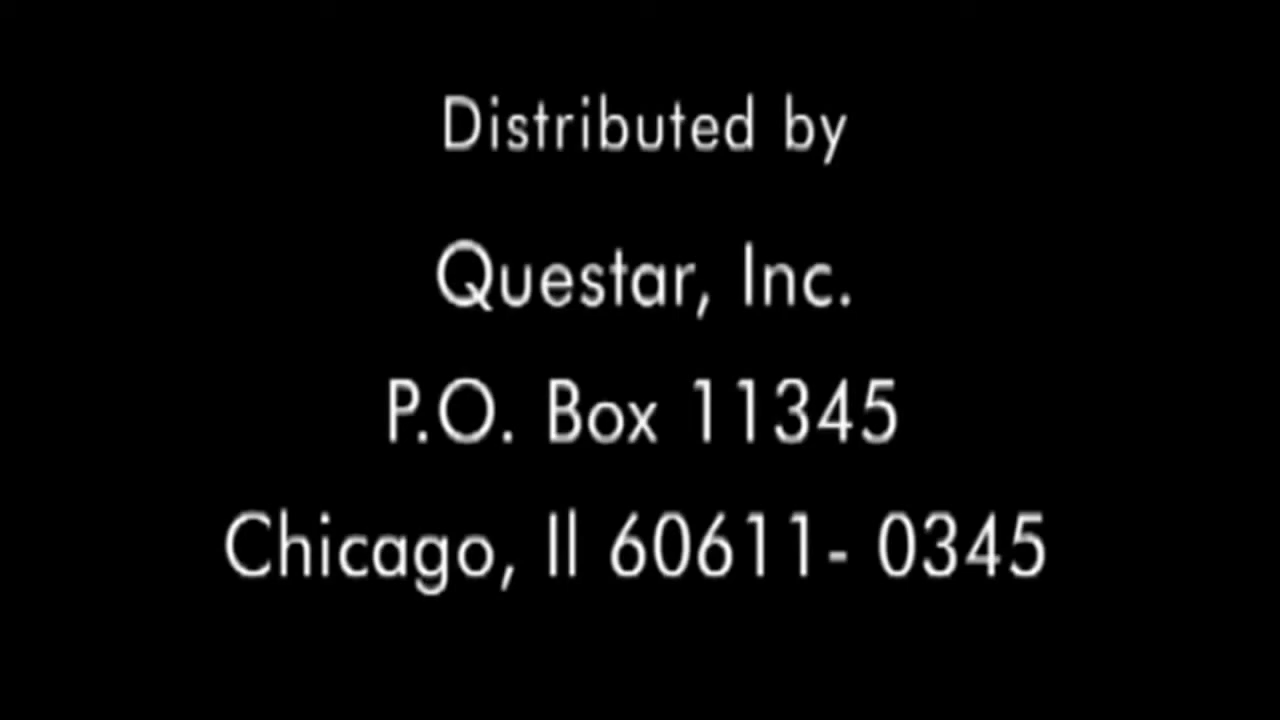 Distributed by
Questar, Inc.
P.O. Box 11345
Chicago, Il 60611- 0345